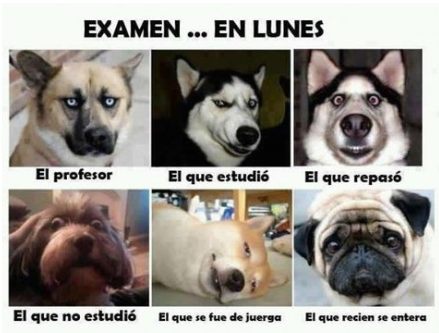 EXAMEN ... EN LUNES
El profesor
El que estudió
El que repasó
El que no estudió
El que se fue de juerga
El que recien se entera